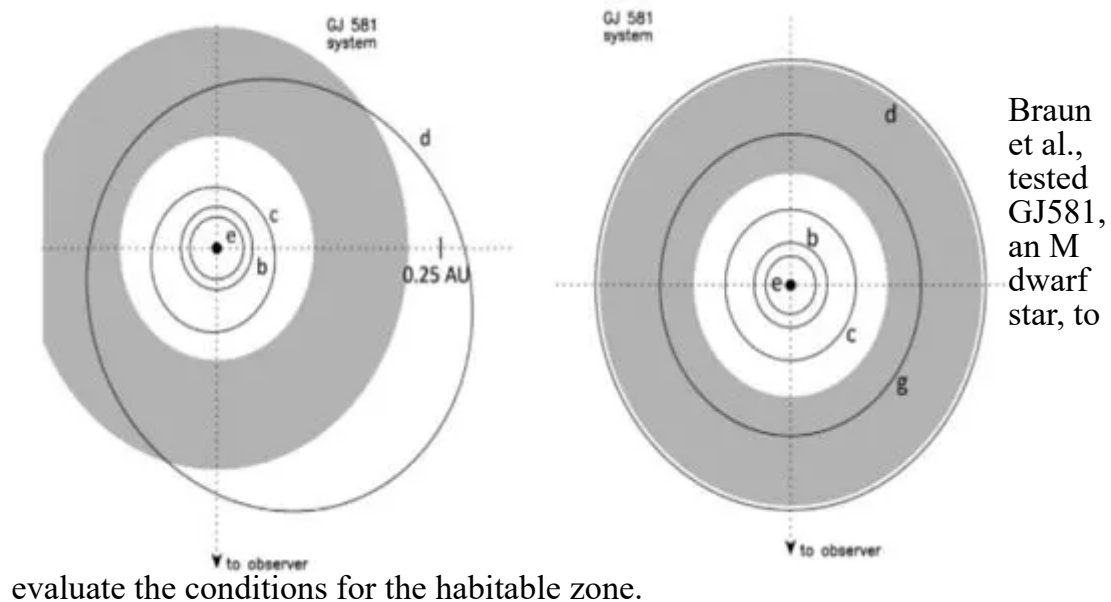 GJ 581
system
d
c
e
b
0.25 AU
to observer
GJ 581
system
d
b
e
c
g
to observer
Braun
et al.,
tested
GJ581,
an M
dwarf
star, to
evaluate the conditions for the habitable zone.